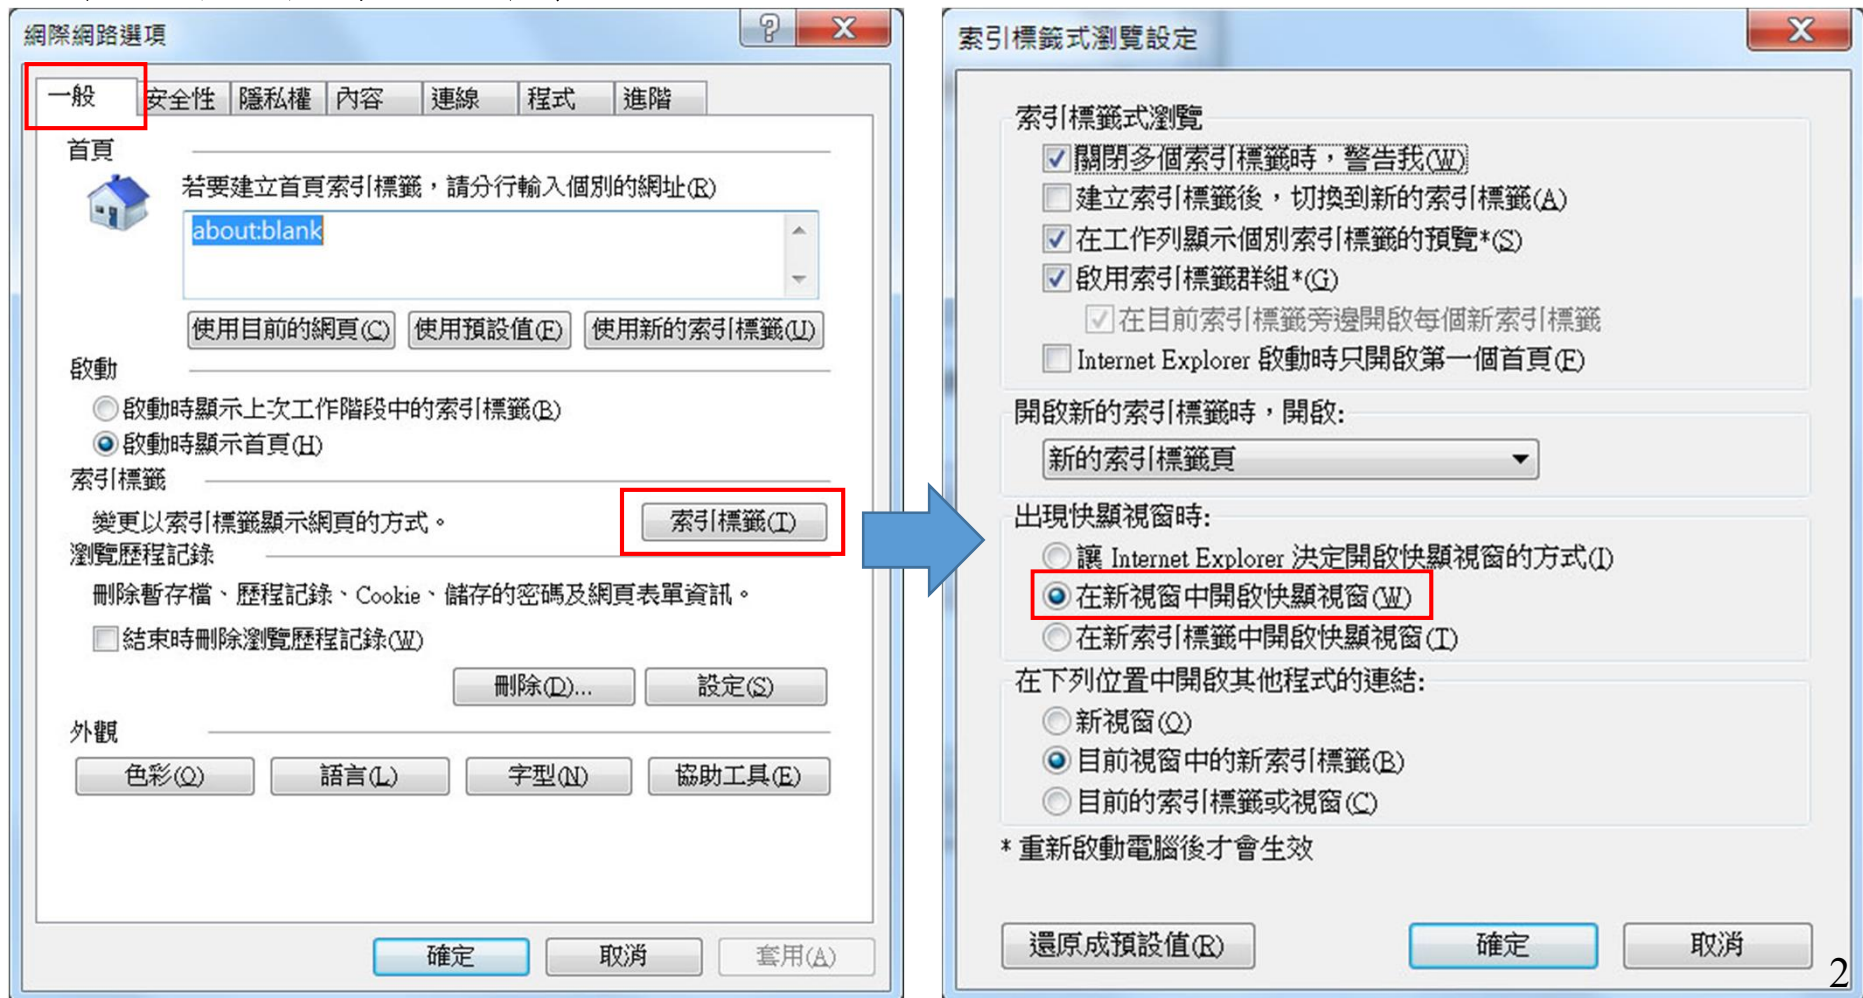 網際網路選項
一般 安全性 隱私權 內容 連線 程式 進階
首頁
若要建立首頁索引標籤，請分行輸入個別的網址(R)
about:blank
使用目前的網頁(C) 使用預設值(F) 使用新的索引標籤(U)
啟動
啟動時顯示上次工作階段中的索引標籤(B)
啟動時顯示首頁(H)
索引標籤
變更以索引標籤顯示網頁的方式。 索引標籤(T)
瀏覽歷程記錄
刪除暫存檔、歷程記錄、Cookie、儲存的密碼及網頁表單資訊。
結束時刪除瀏覽歷程記錄(W)
刪除(D)... 設定(S)
外觀
色彩(O) 語言(L) 字型(N) 協助工具(E)
確定 取消 套用(A)
索引標籤式瀏覽設定
索引標籤式瀏覽
關閉多個索引標籤時，警告我(W)
建立索引標籤後，切換到新的索引標籤(A)
在工作列顯示個別索引標籤的預覽*(S)
啟用索引標籤群組*(G)
在目前索引標籤旁邊開啟每個新索引標籤
Internet Explorer 啟動時只開啟第一個首頁(F)
開啟新的索引標籤時，開啟:
新的索引標籤頁
出現快顯視窗時:
讓 Internet Explorer 決定開啟快顯視窗的方式(I)
在新視窗中開啟快顯視窗(W)
在新索引標籤中開啟快顯視窗(T)
在下列位置中開啟其他程式的連結:
新視窗(O)
目前視窗中的新索引標籤(B)
目前的索引標籤或視窗(C)
* 重新啟動電腦後才會生效
還原成預設值(R) 確定 取消
2